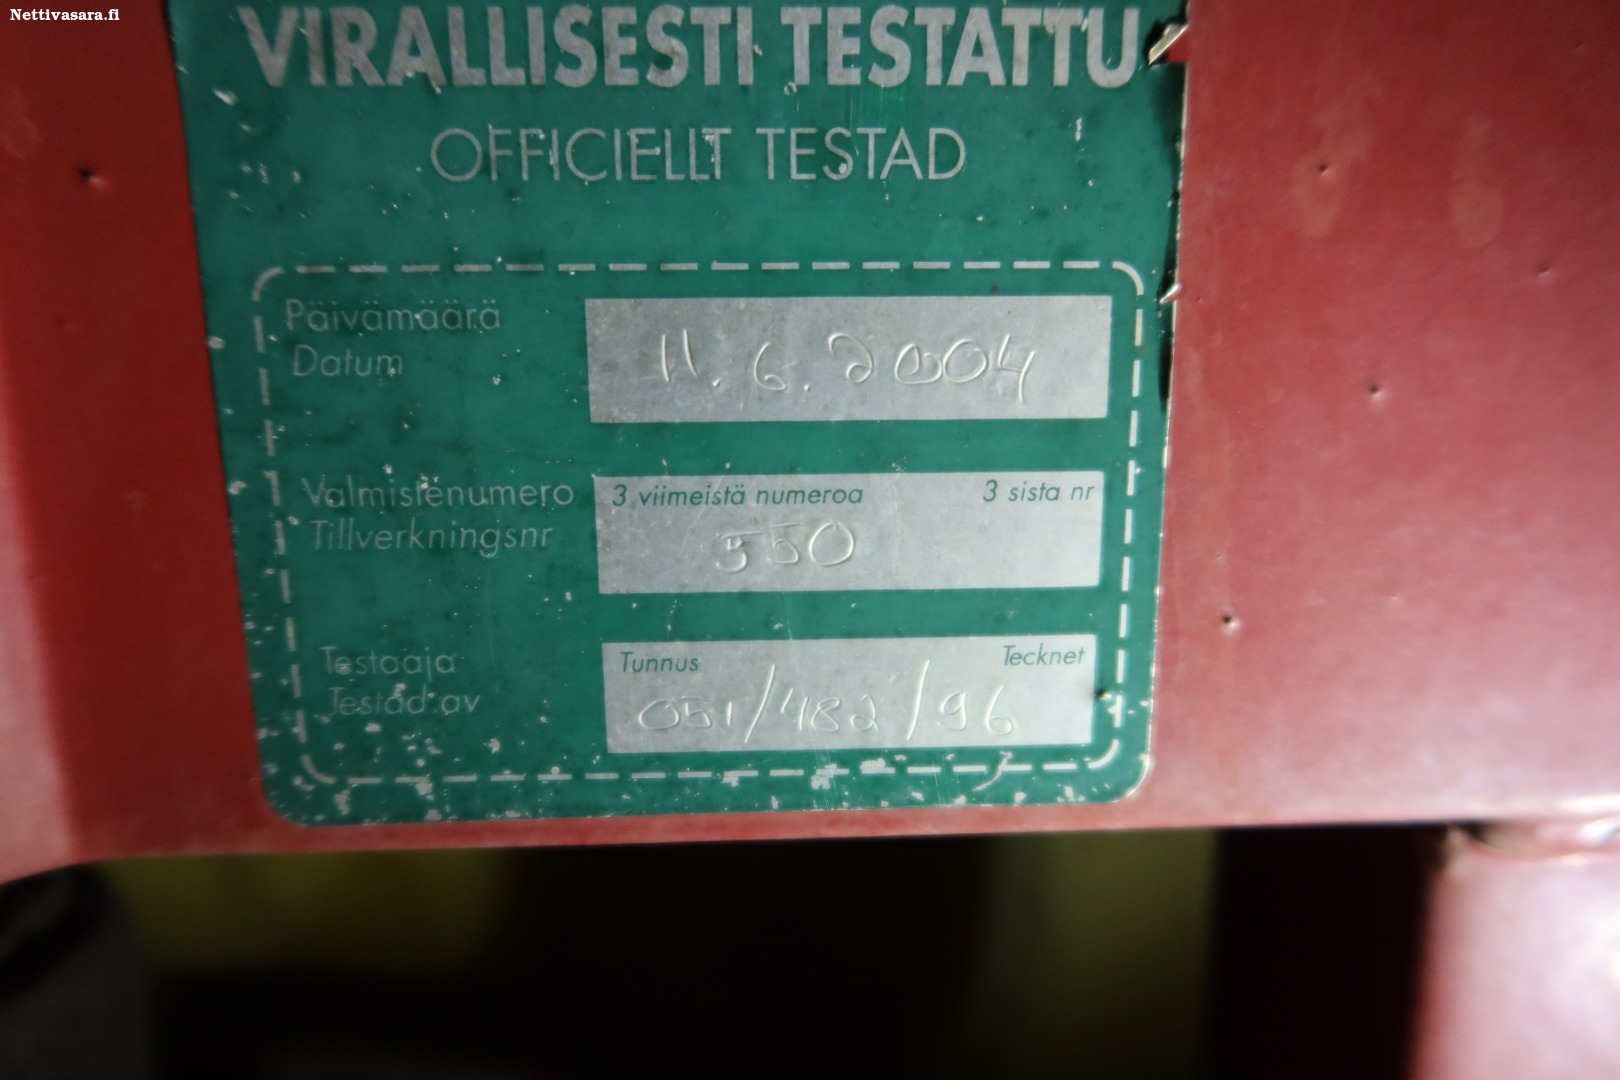 Nettivasara.fi
VIRALLISESTI TESTATTU
OFFICIELLT TESTAD
Päivämäärä
Datum
11.6.2004
Valmistenumero
Tillverkningsnr
3 viimeistä numeroa 3 sista nr
550
Testaaja
Testad av
Tunnus Tecknet
051/482/96